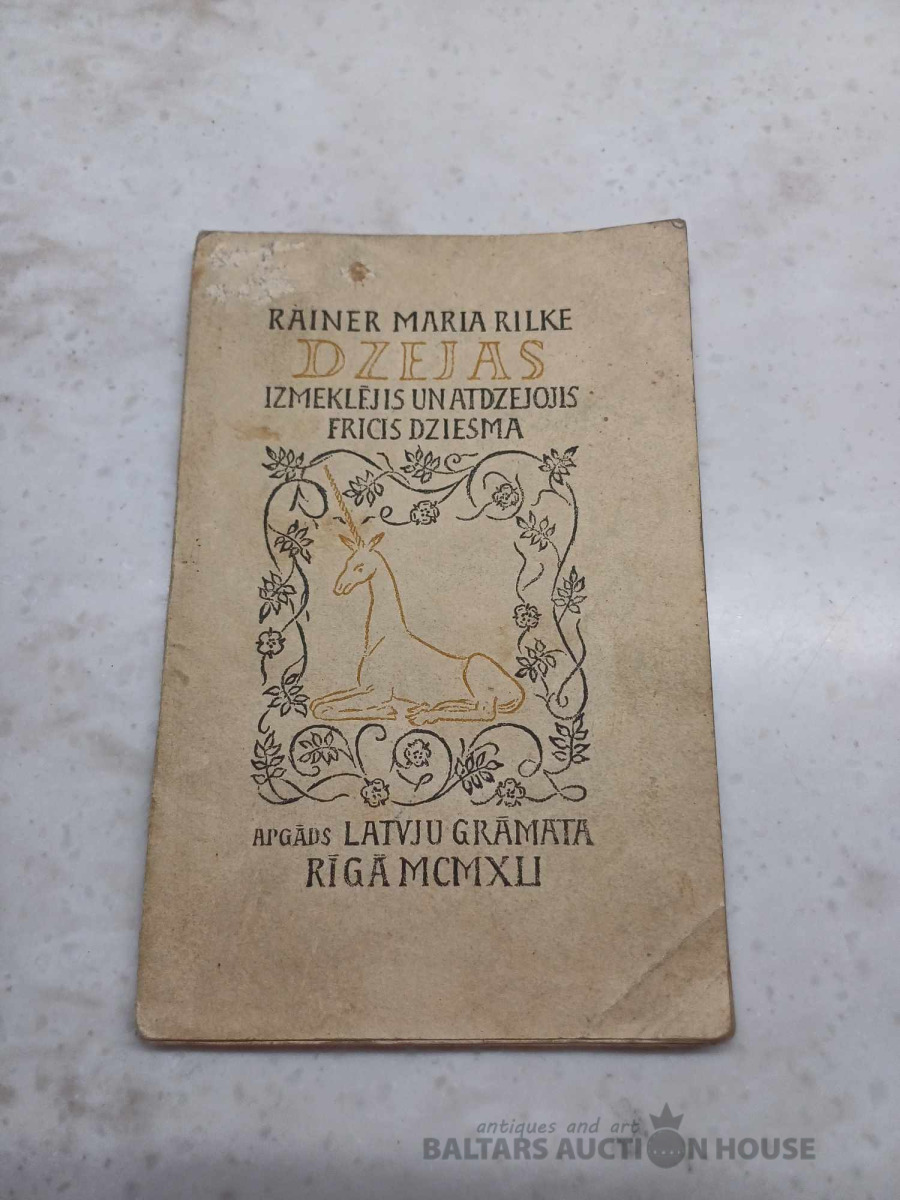 RAINER MARIA RILKE
DZEJAS
IZMEKLĒJIS UN ATDZEJOJIS
FRICIS DZIESMA
APGĀDS LATVJU GRĀMATA
RĪGĀ MCMXLI
antiques and art
BALTARS AUCTION HOUSE